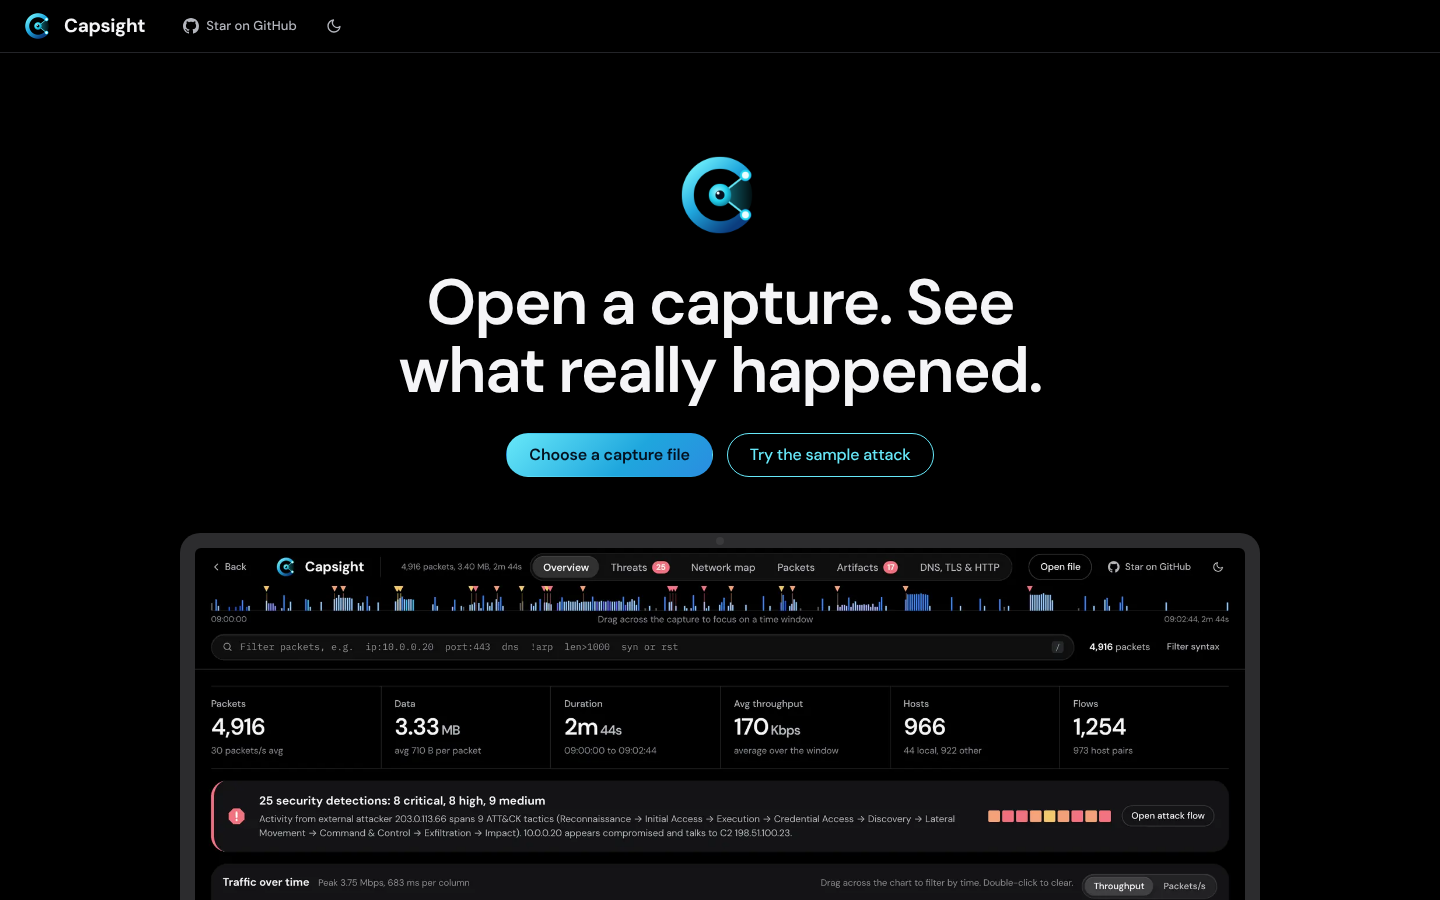 Capsight
Star on GitHub
Open a capture. See
what really happened.
Choose a capture file
Try the sample attack
Back
Capsight
4,916 packets, 3.40 MB, 2m 44s
Overview
Threats 25
Network map
Packets
Artifacts 17
DNS, TLS & HTTP
Open file
Star on GitHub
09:00:00
Drag across the capture to focus on a time window
09:02:44, 2m 44s
Filter packets, e.g. ip:10.0.0.20 port:443 dns !arp len>1000 syn or rst
/
4,916 packets
Filter syntax
Packets
4,916
30 packets/s avg
Data
3.33 MB
avg 710 B per packet
Duration
2m 44s
09:00:00 to 09:02:44
Avg throughput
170 Kbps
average over the window
Hosts
966
44 local, 922 other
Flows
1,254
973 host pairs
25 security detections: 8 critical, 8 high, 9 medium
Activity from external attacker 203.0.113.66 spans 9 ATT&CK tactics (Reconnaissance → Initial Access → Execution → Credential Access → Discovery → Lateral
Movement → Command & Control → Exfiltration → Impact). 10.0.0.20 appears compromised and talks to C2 198.51.100.23.
Open attack flow
Traffic over time
Peak 3.75 Mbps, 683 ms per column
Drag across the chart to filter by time. Double-click to clear.
Throughput
Packets/s